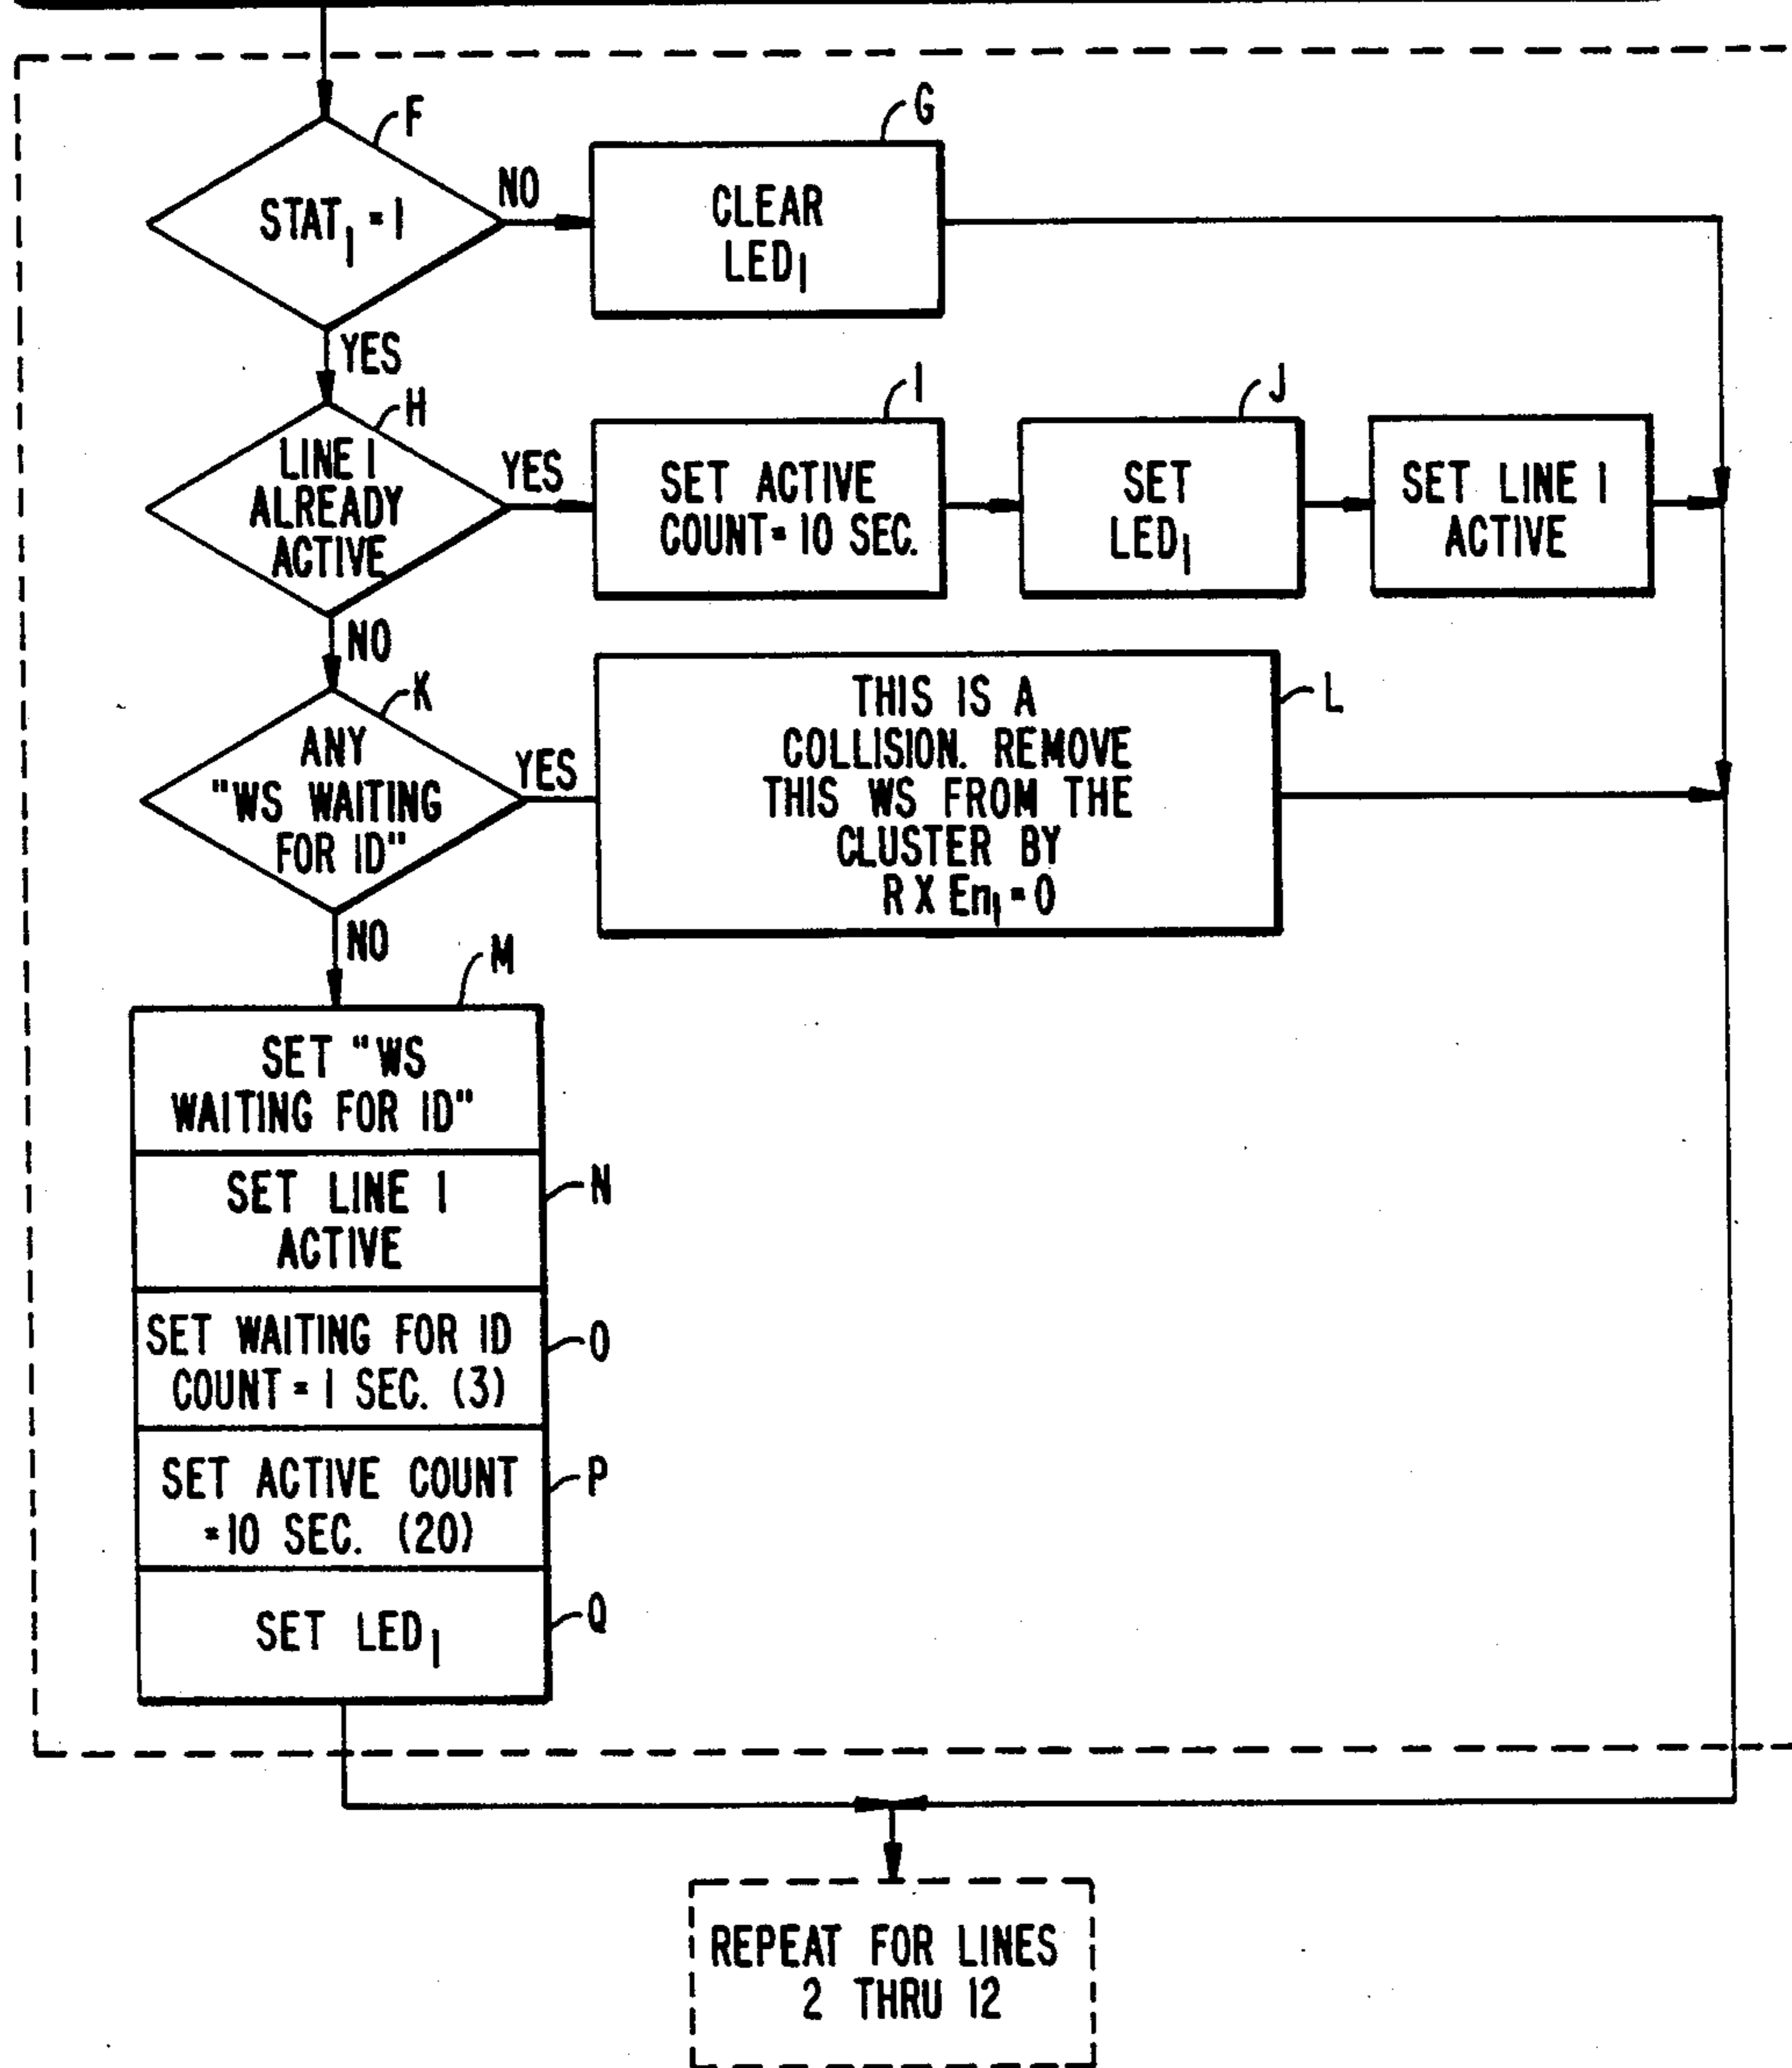 F
STAT₁ = 1
NO
G
CLEAR
LED₁
YES
H
LINE 1
ALREADY
ACTIVE
YES
I
SET ACTIVE
COUNT = 10 SEC.
J
SET
LED₁
SET LINE 1
ACTIVE
NO
K
ANY
"WS WAITING
FOR ID"
YES
L
THIS IS A
COLLISION. REMOVE
THIS WS FROM THE
CLUSTER BY
RX En₁ = 0
NO
M
SET "WS
WAITING FOR ID"
SET LINE 1
ACTIVE
N
SET WAITING FOR ID
COUNT = 1 SEC. (3)
O
SET ACTIVE COUNT
=10 SEC. (20)
P
SET LED₁
Q
REPEAT FOR LINES
2 THRU 12